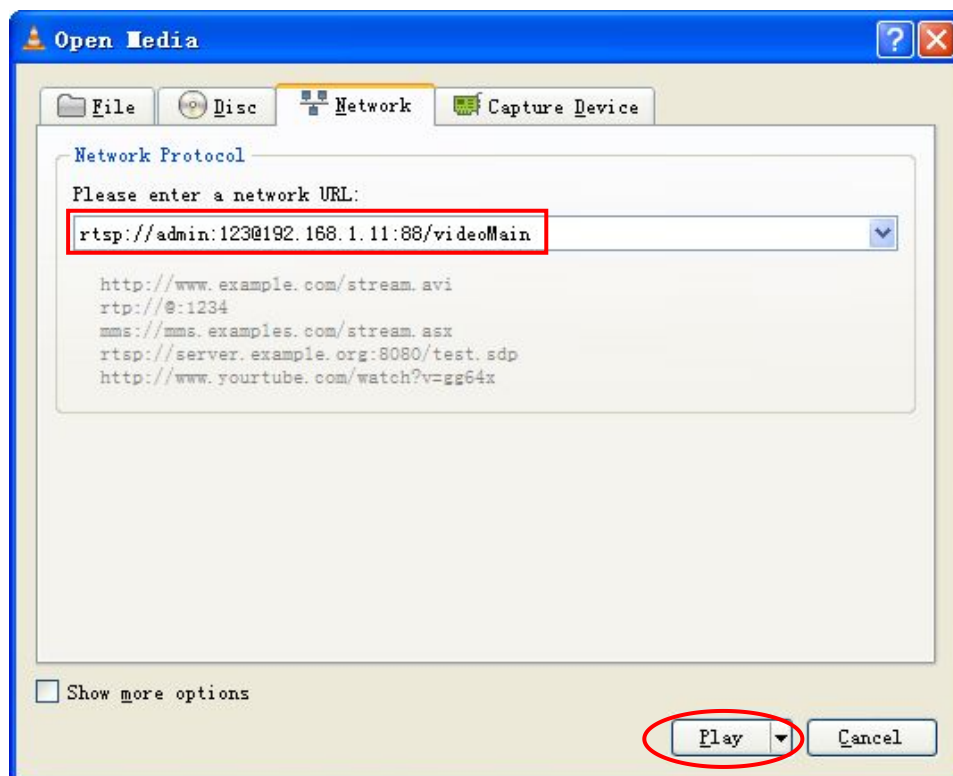 Open Media
File Disc Network Capture Device
Network Protocol
Please enter a network URL:
rtsp://admin:123@192.168.1.11:88/videoMain
http://www.example.com/stream.avi
rtp://@:1234
mms://mms.examples.com/stream.asx
rtsp://server.example.org:8080/test.sdp
http://www.yourtube.com/watch?v=gg64x
Show more options
Play Cancel